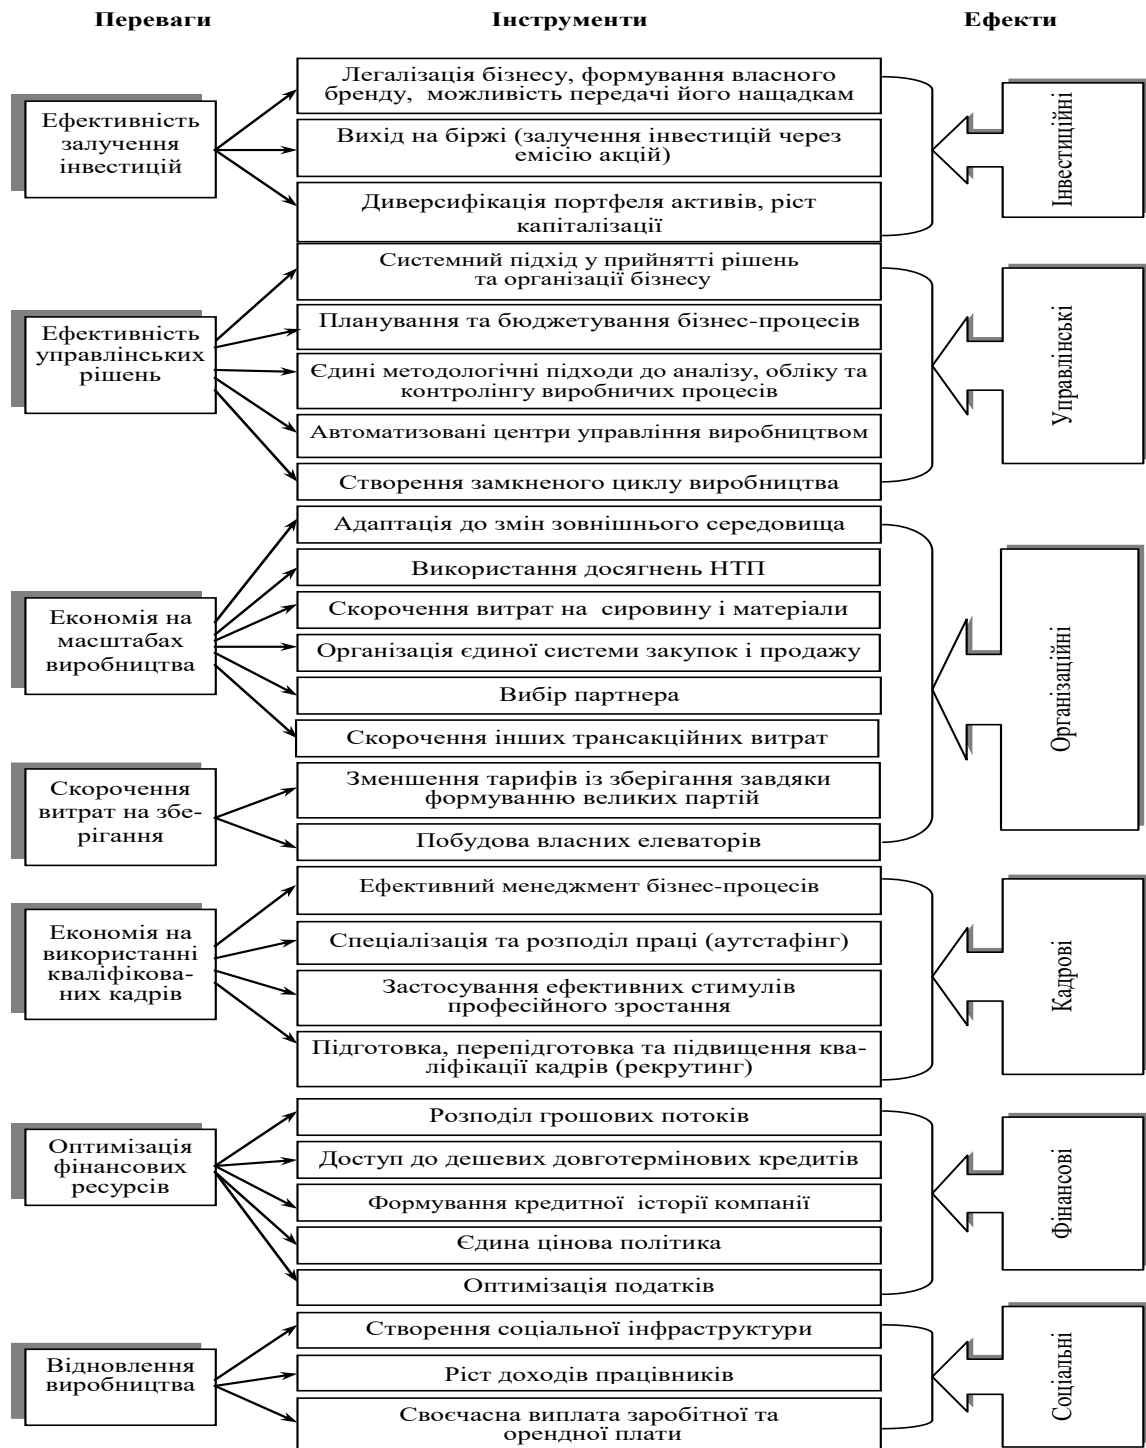 Переваги
Інструменти
Ефекти
Ефективність
залучення
інвестицій
Легалізація бізнесу, формування власного
бренду, можливість передачі його нащадкам
Вихід на біржі (залучення інвестицій через
емісію акцій)
Диверсифікація портфеля активів, ріст
капіталізації
Інвестиційні
Ефективність
управлінських
рішень
Системний підхід у прийнятті рішень
та організації бізнесу
Планування та бюджетування бізнес-процесів
Єдині методологічні підходи до аналізу, обліку та
контролінгу виробничих процесів
Автоматизовані центри управління виробництвом
Створення замкненого циклу виробництва
Управлінські
Економія на
масштабах
виробництва
Адаптація до змін зовнішнього середовища
Використання досягнень НТП
Скорочення витрат на сировину і матеріали
Організація єдиної системи закупок і продажу
Вибір партнера
Скорочення інших трансакційних витрат
Скорочення
витрат на збе-
рігання
Зменшення тарифів із зберігання завдяки
формуванню великих партій
Побудова власних елеваторів
Організаційні
Економія на
використанні
кваліфікова-
них кадрів
Ефективний менеджмент бізнес-процесів
Спеціалізація та розподіл праці (аутстафінг)
Застосування ефективних стимулів
професійного зростання
Підготовка, перепідготовка та підвищення ква-
ліфікації кадрів (рекрутинг)
Кадрові
Оптимізація
фінансових
ресурсів
Розподіл грошових потоків
Доступ до дешевих довготермінових кредитів
Формування кредитної історії компанії
Єдина цінова політика
Оптимізація податків
Фінансові
Відновлення
виробництва
Створення соціальної інфраструктури
Ріст доходів працівників
Своєчасна виплата заробітної та
орендної плати
Соціальні